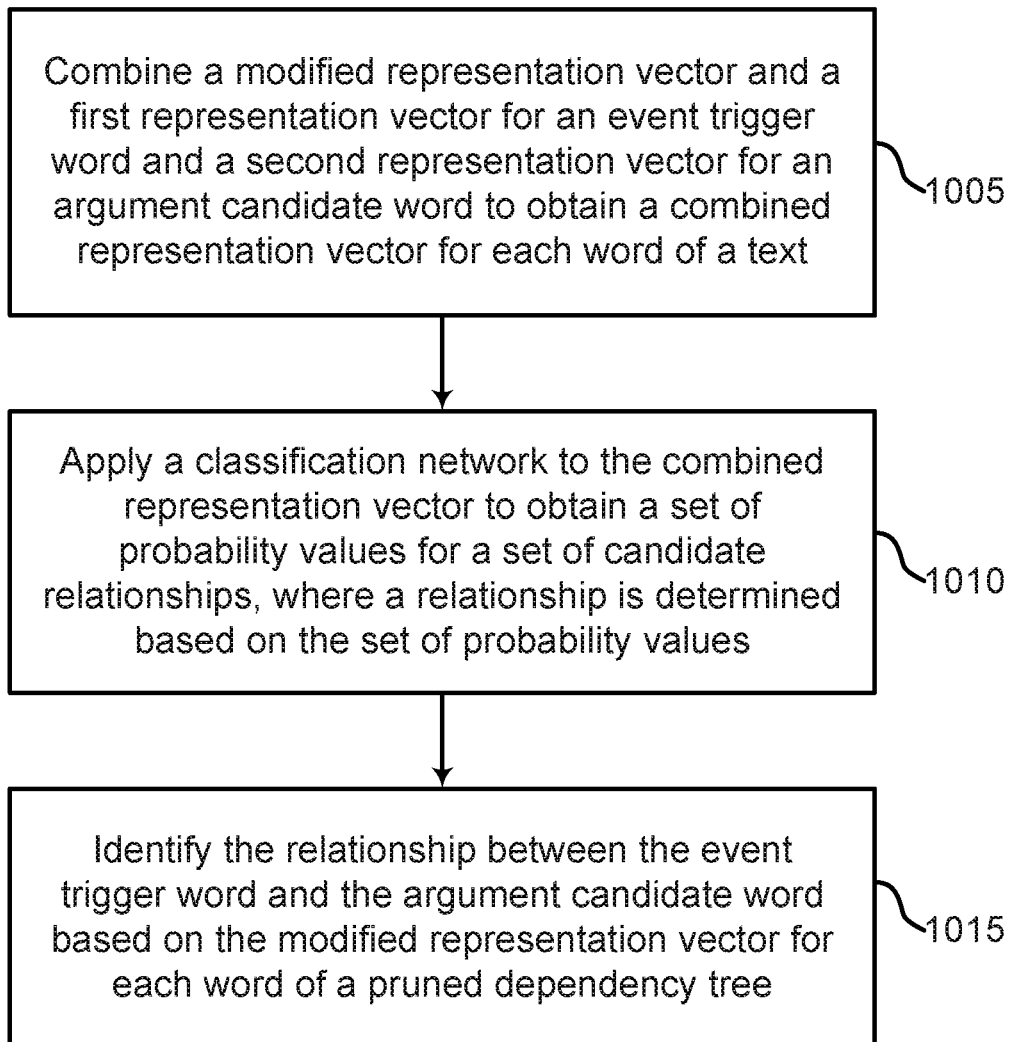 Combine a modified representation vector and a
first representation vector for an event trigger
word and a second representation vector for an
argument candidate word to obtain a combined
representation vector for each word of a text
1005
Apply a classification network to the combined
representation vector to obtain a set of
probability values for a set of candidate
relationships, where a relationship is determined
based on the set of probability values
1010
Identify the relationship between the event
trigger word and the argument candidate word
based on the modified representation vector for
each word of a pruned dependency tree
1015